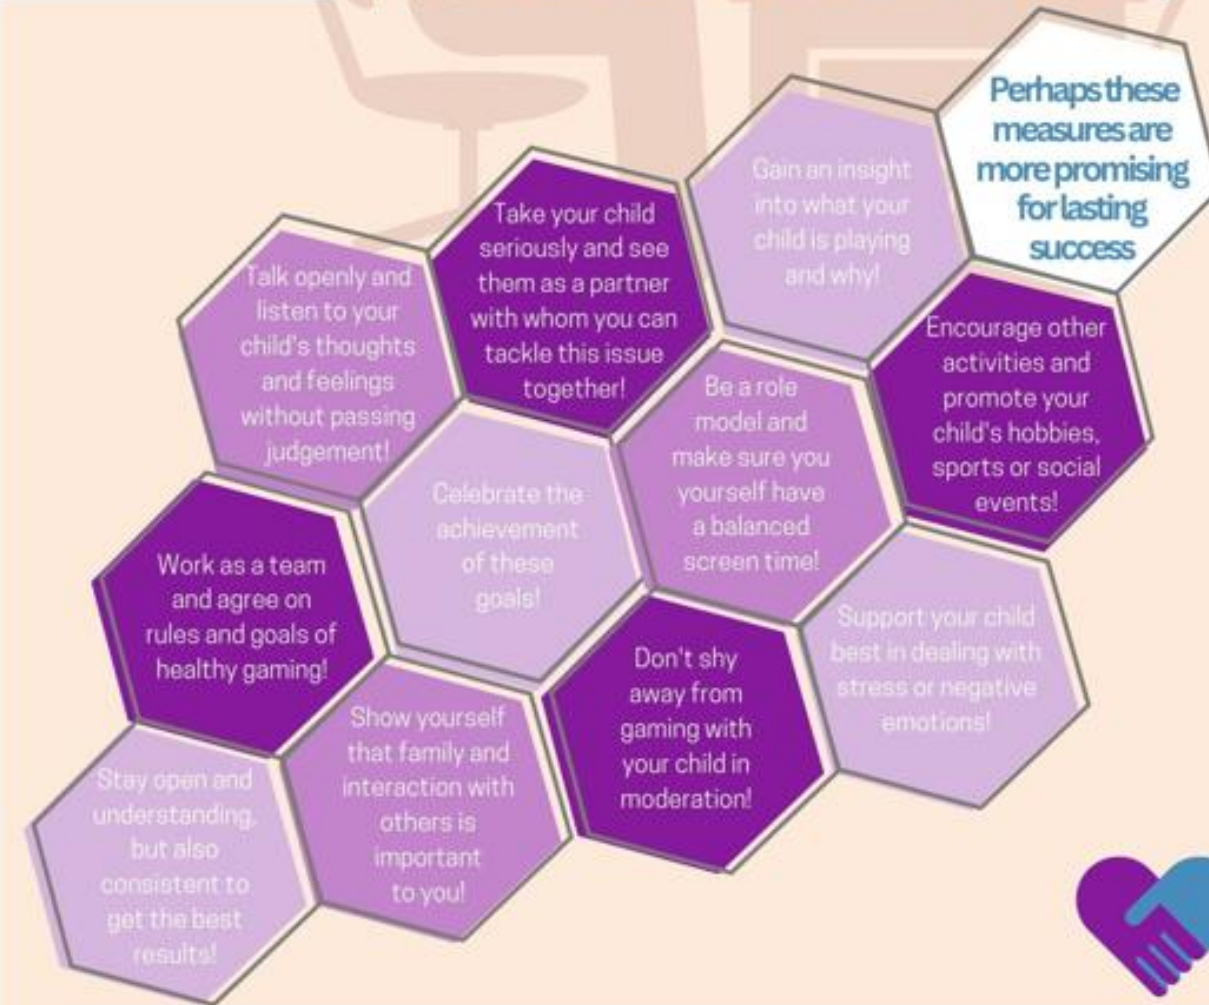 Perhaps these
measures are
more promising
for lasting
success
Gain an insight
into what your
child is playing
and why!
Take your child
seriously and see
them as a partner
with whom you can
tackle this issue
together!
Talk openly and
listen to your
child's thoughts
and feelings
without passing
judgement!
Encourage other
activities and
promote your
child's hobbies,
sports or social
events!
Be a role
model and
make sure you
yourself have
a balanced
screen time!
Celebrate the
achievement
of these
goals!
Work as a team
and agree on
rules and goals of
healthy gaming!
Support your child
best in dealing with
stress or negative
emotions!
Don't shy
away from
gaming with
your child in
moderation!
Show yourself
that family and
interaction with
others is
important
to you!
Stay open and
understanding,
but also
consistent to
get the best
results!